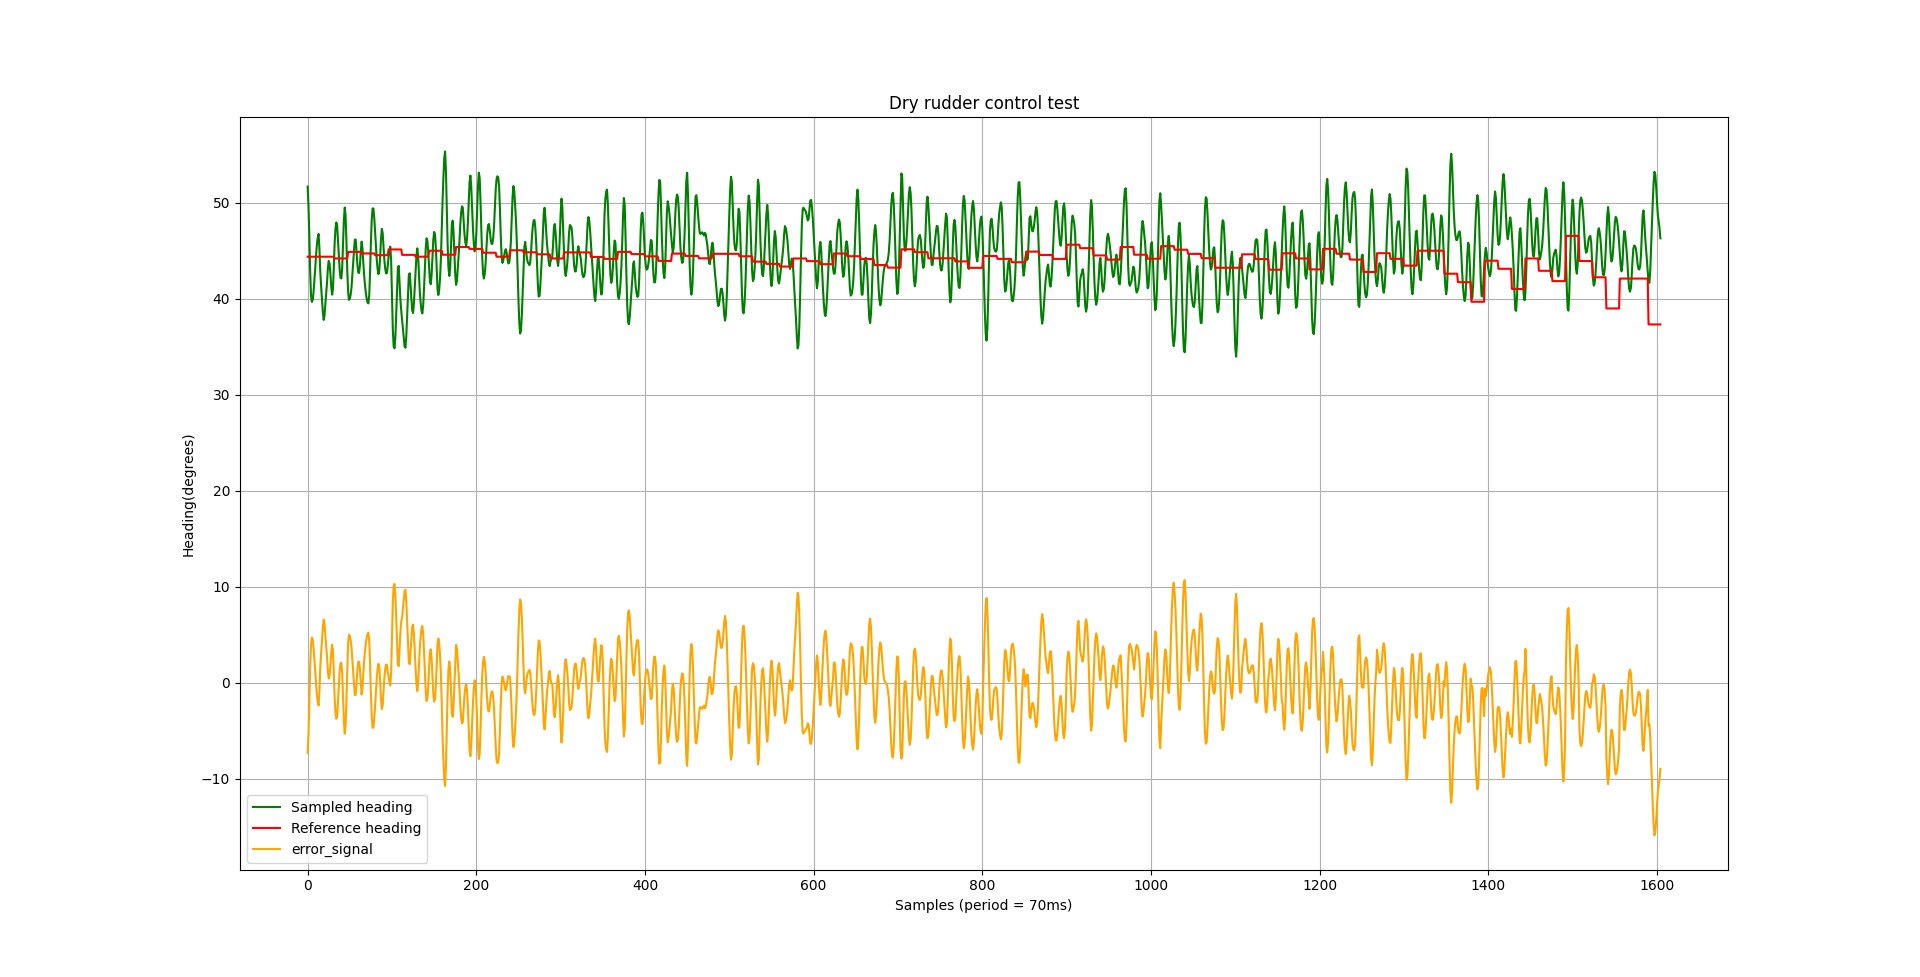 Dry rudder control test
Heading(degrees)
50
40
30
20
10
0
−10
Sampled heading
Reference heading
error_signal
0 200 400 600 800 1000 1200 1400 1600
Samples (period = 70ms)